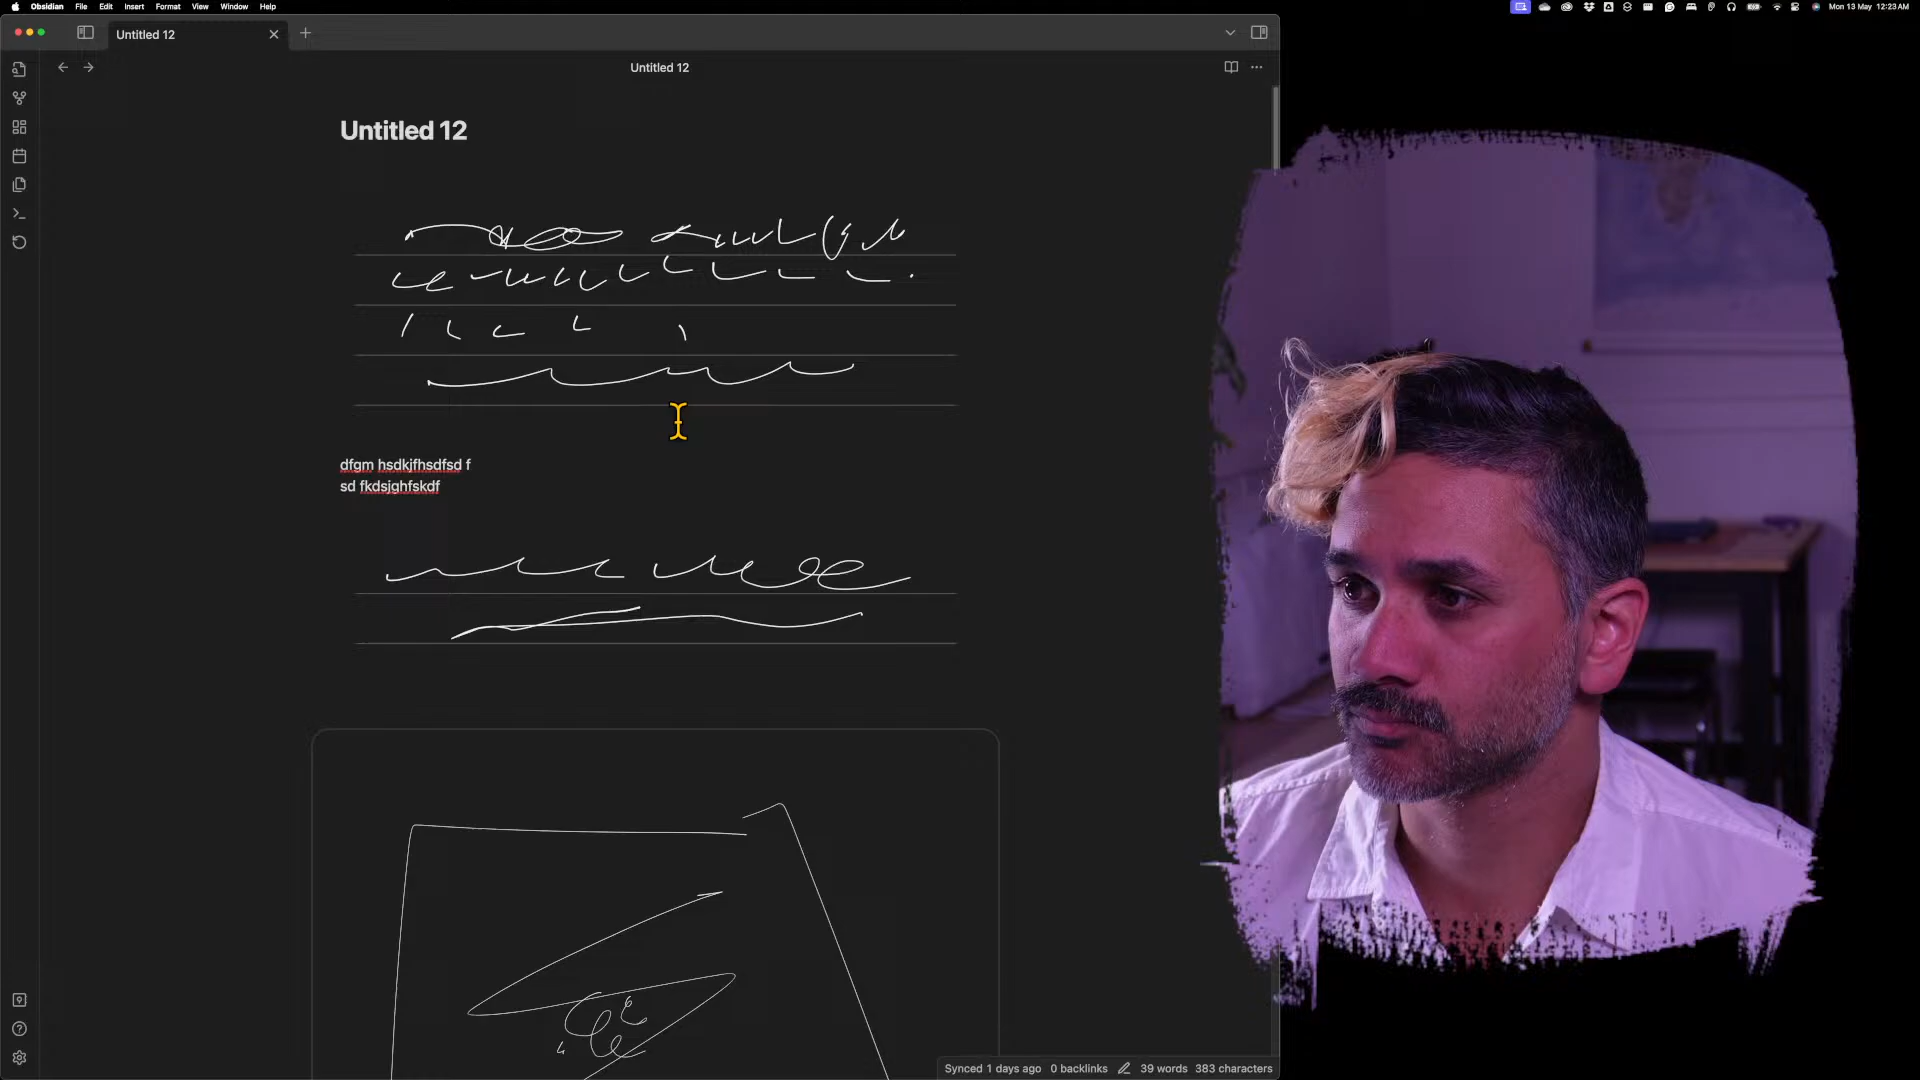 Obsidian File Edit Insert Format View Window Help
Mon 13 May 12:23 AM
Untitled 12
Untitled 12
Untitled 12
dfgm hsdkjfhsdfsd f
sd fkdsjghfskdf
Synced 1 days ago 0 backlinks 39 words 383 characters